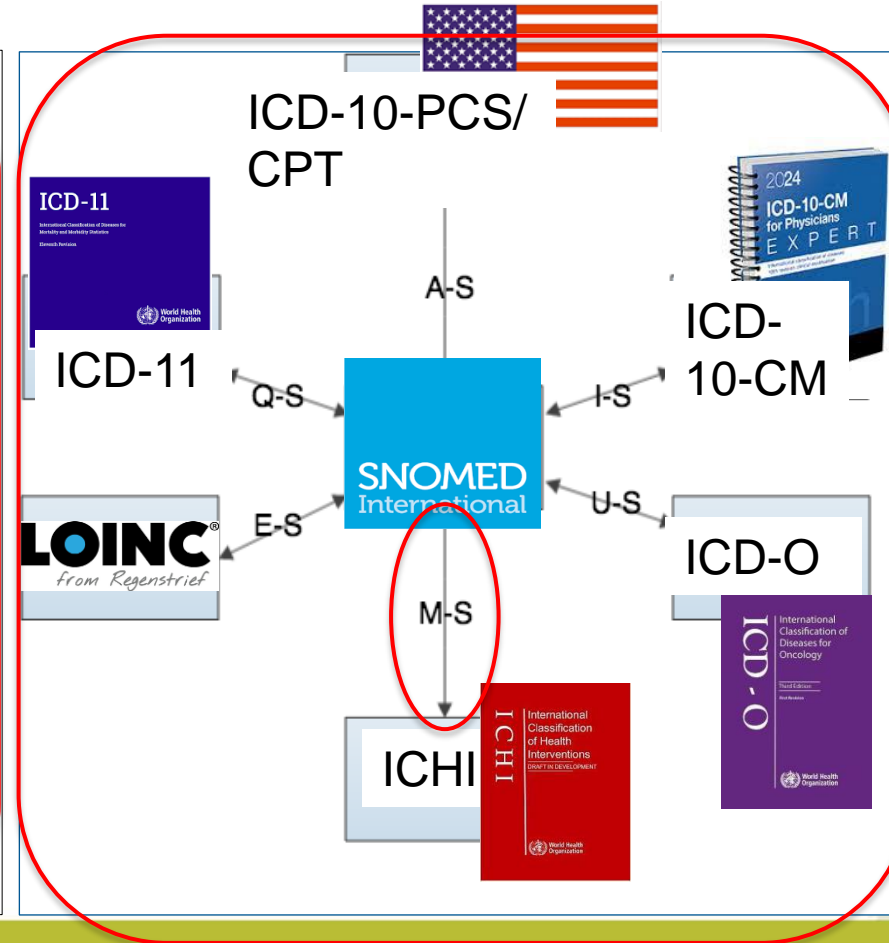 ICD-10-PCS/
CPT
ICD-11
International Classification of Diseases for
Mortality and Morbidity Statistics
Eleventh Revision
World Health
Organization
ICD-11
2024
ICD-10-CM
for Physicians
EXPERT
ICD-
10-CM
A-S
Q-S
I-S
SNOMED
International
E-S
U-S
LOINC®
from Regenstrief
M-S
ICD-O
ICD-O
International
Classification of
Diseases for
Oncology
Third Edition
World Health
Organization
ICHI
ICHI
International
Classification
of Health
Interventions
DRAFT IN DEVELOPMENT
World Health
Organization